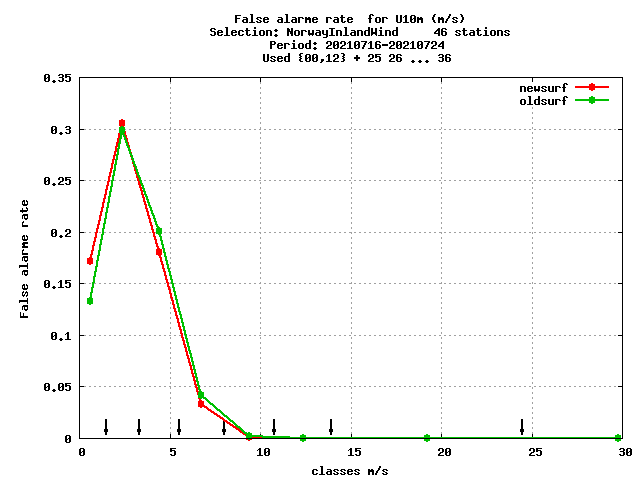 False alarme rate  for U10m (m/s)
Selection: NorwayInlandWind     46 stations
Period: 20210716-20210724
Used {00,12} + 25 26 ... 36
0.35
0.3
0.25
0.2
0.15
0.1
0.05
0
False alarme rate
newsurf
oldsurf
0 5 10 15 20 25 30
classes m/s